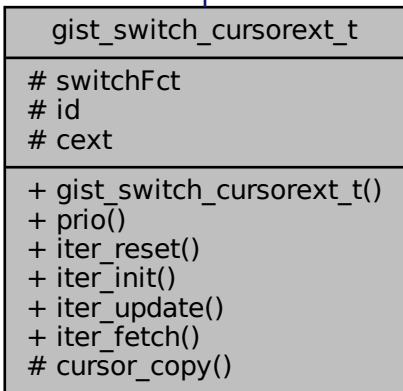 gist_switch_cursorext_t
# switchFct
# id
# cext
+ gist_switch_cursorext_t()
+ prio()
+ iter_reset()
+ iter_init()
+ iter_update()
+ iter_fetch()
# cursor_copy()